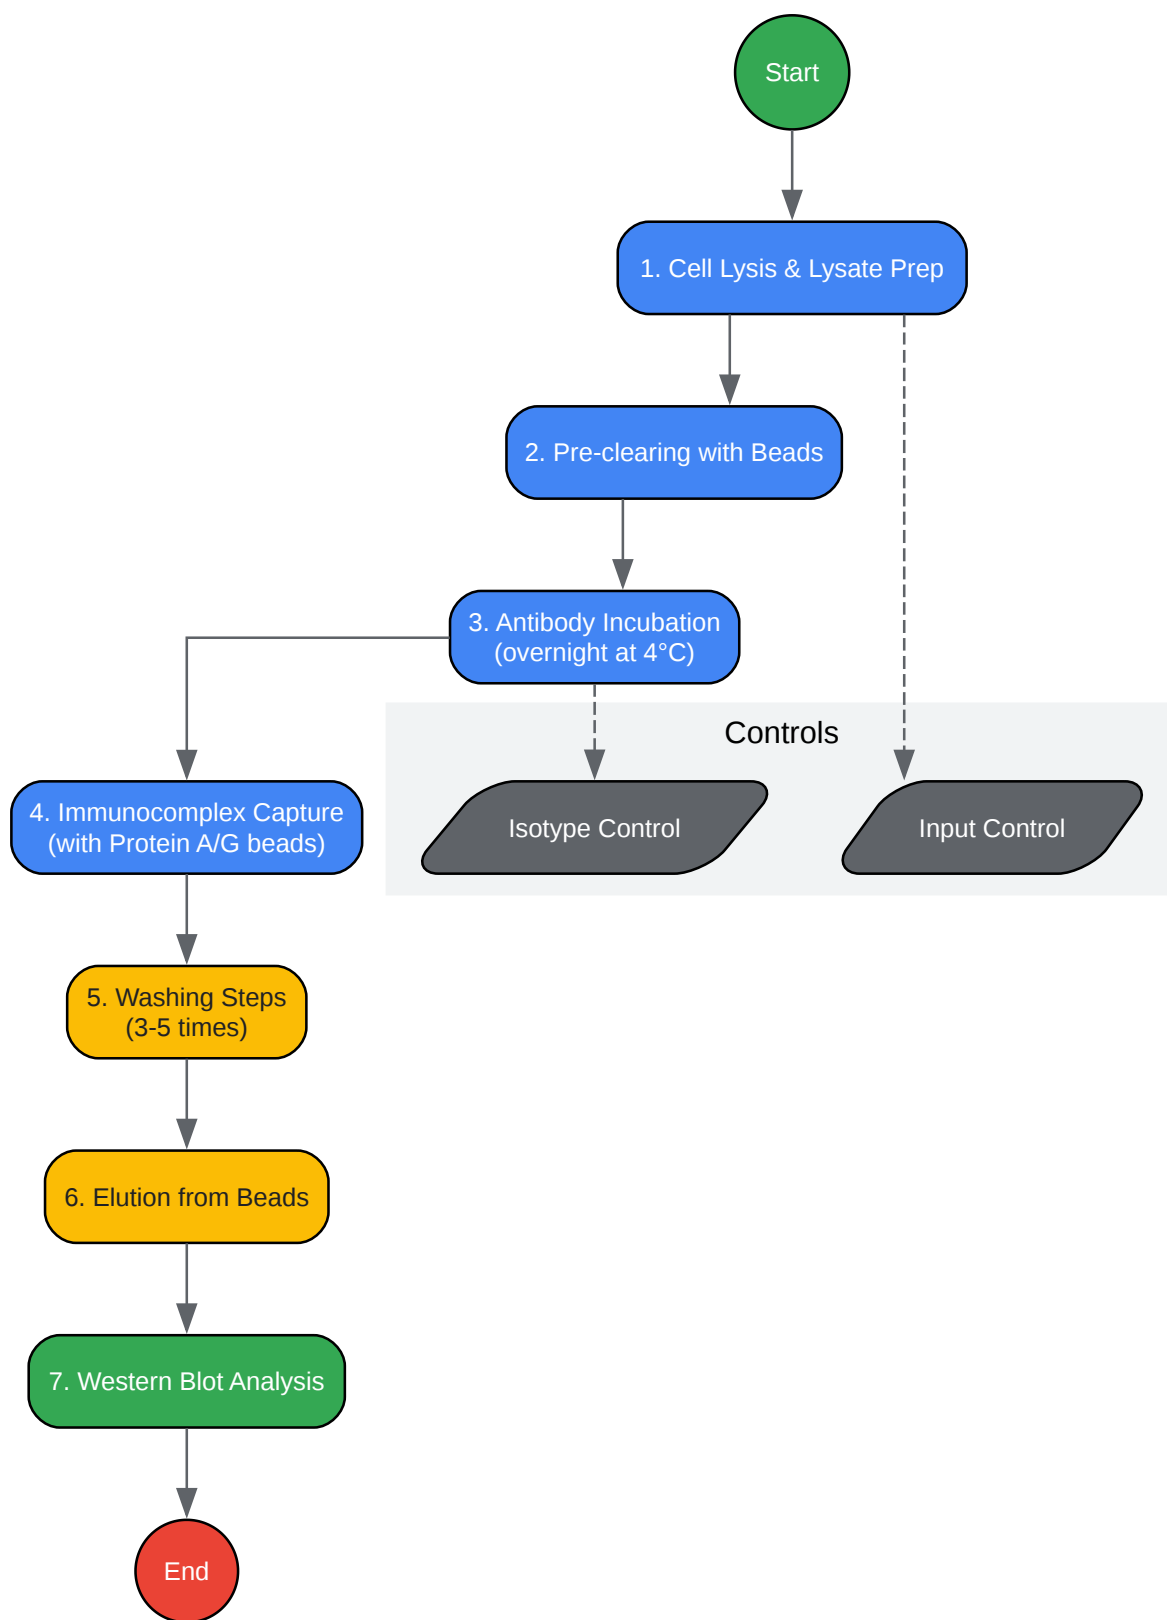 Start
1. Cell Lysis & Lysate Prep
2. Pre-clearing with Beads
3. Antibody Incubation
(overnight at 4°C)
Controls
4. Immunocomplex Capture
(with Protein A/G beads)
Isotype Control
Input Control
5. Washing Steps
(3-5 times)
6. Elution from Beads
7. Western Blot Analysis
End